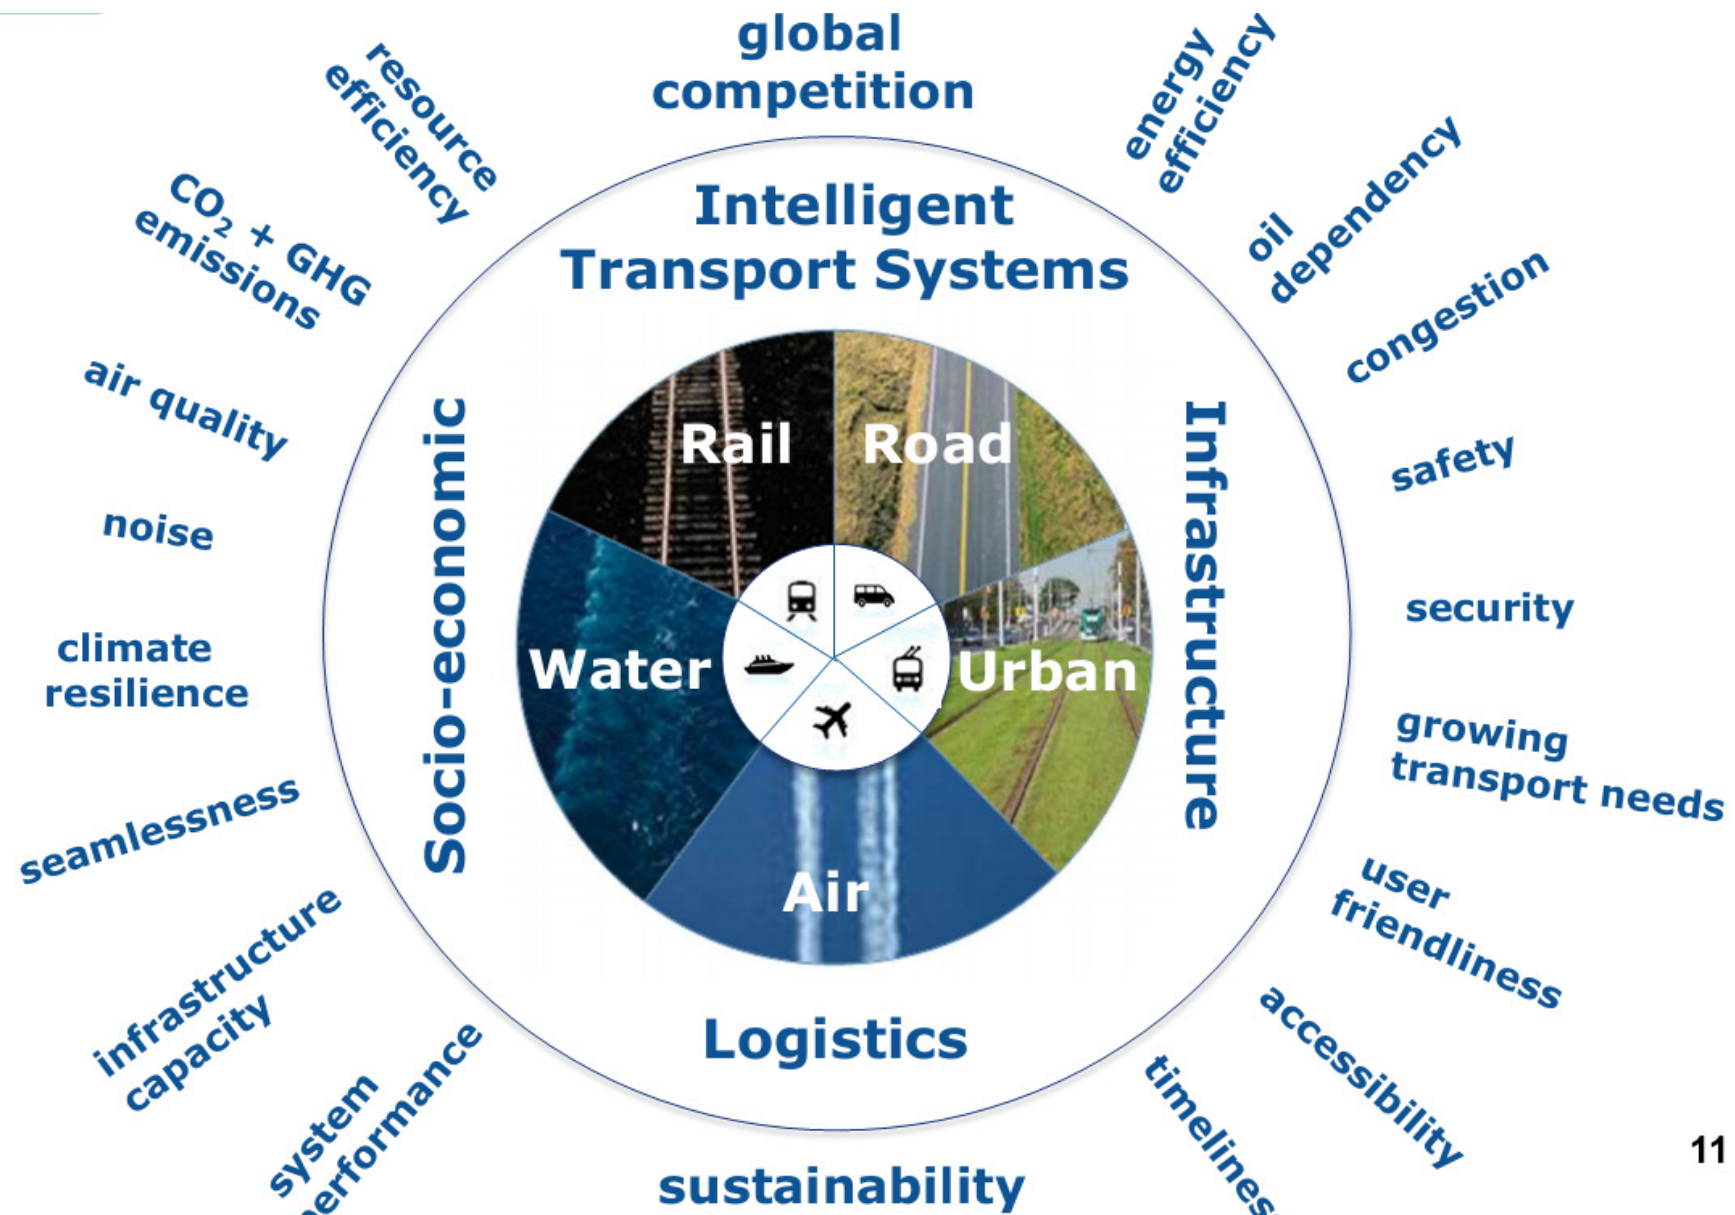 global
competition
energy
efficiency
oil
dependency
congestion
safety
security
growing
transport needs
user
friendliness
accessibility
sustainability
system
infrastructure
capacity
seamlessness
climate
resilience
noise
air quality
CO₂ + GHG
emissions
resource
efficiency
Intelligent
Transport Systems
Infrastructure
Logistics
Socio-economic
Rail
Road
Urban
Air
Water
11